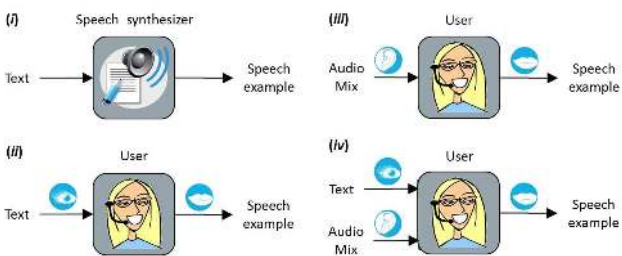 (i)
Speech synthesizer
Text
Speech
example
(ii)
User
Text
Speech
example
(iii)
User
Audio
Mix
Speech
example
(iv)
User
Text
Audio
Mix
Speech
example